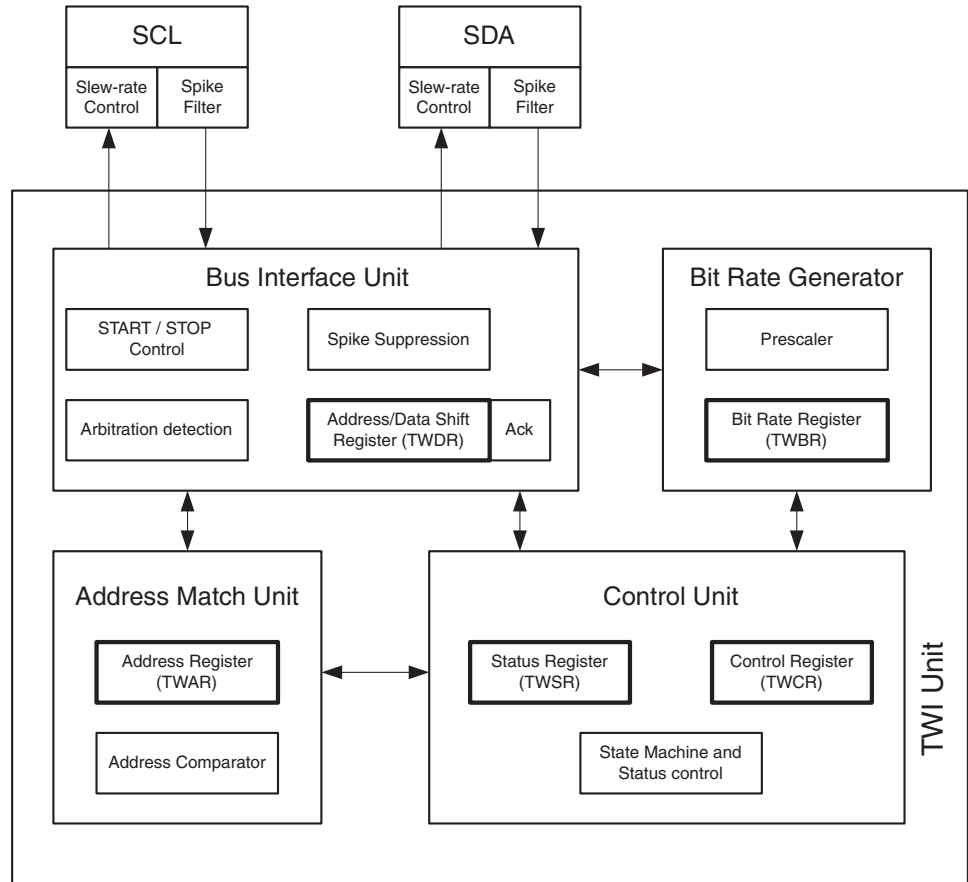 SCL
Slew-rate
Control
Spike
Filter
SDA
Slew-rate
Control
Spike
Filter
Bus Interface Unit
START / STOP
Control
Spike Suppression
Arbitration detection
Address/Data Shift
Register (TWDR)
Ack
Bit Rate Generator
Prescaler
Bit Rate Register
(TWBR)
Address Match Unit
Address Register
(TWAR)
Address Comparator
Control Unit
Status Register
(TWSR)
Control Register
(TWCR)
State Machine and
Status control
TWI Unit